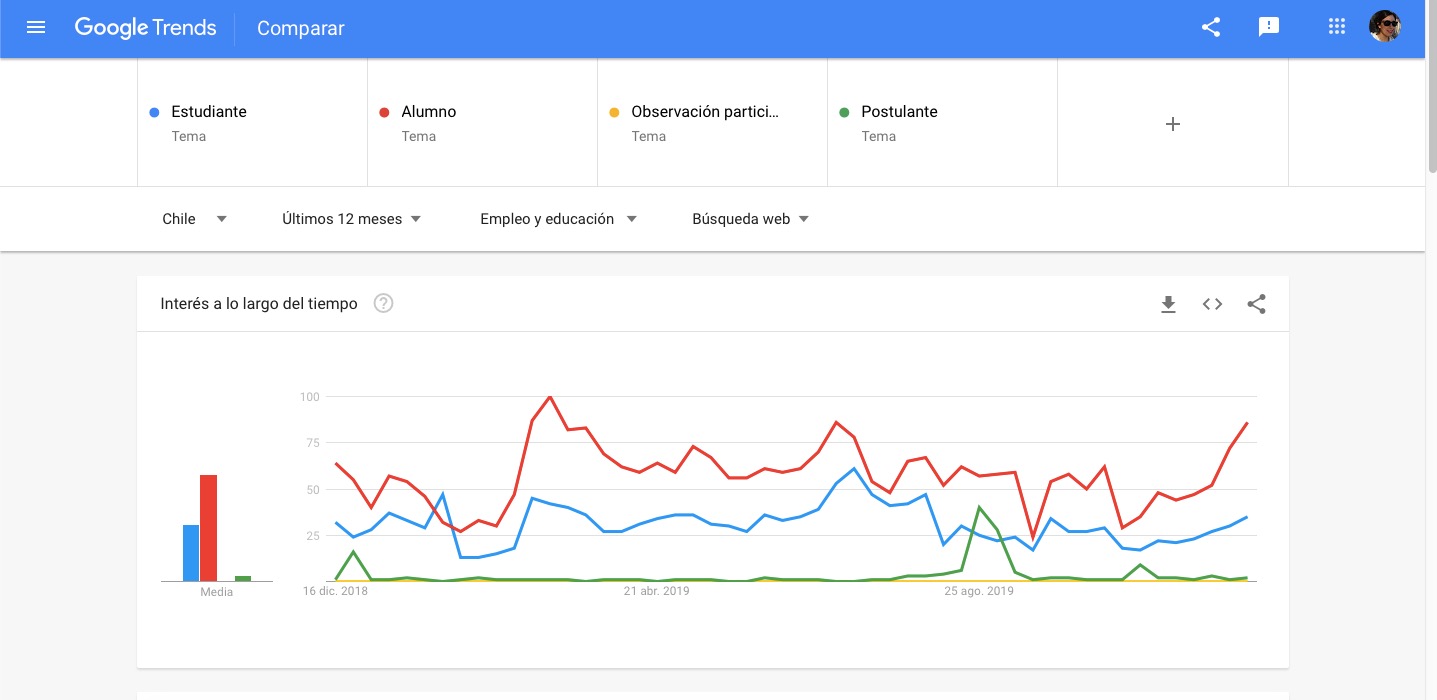 Google Trends Comparar
Estudiante
Tema
Alumno
Tema
Observación partici...
Tema
Postulante
Tema
+
Chile
Últimos 12 meses
Empleo y educación
Búsqueda web
Interés a lo largo del tiempo ?
100
75
50
25
Media
16 dic. 2018
21 abr. 2019
25 ago. 2019